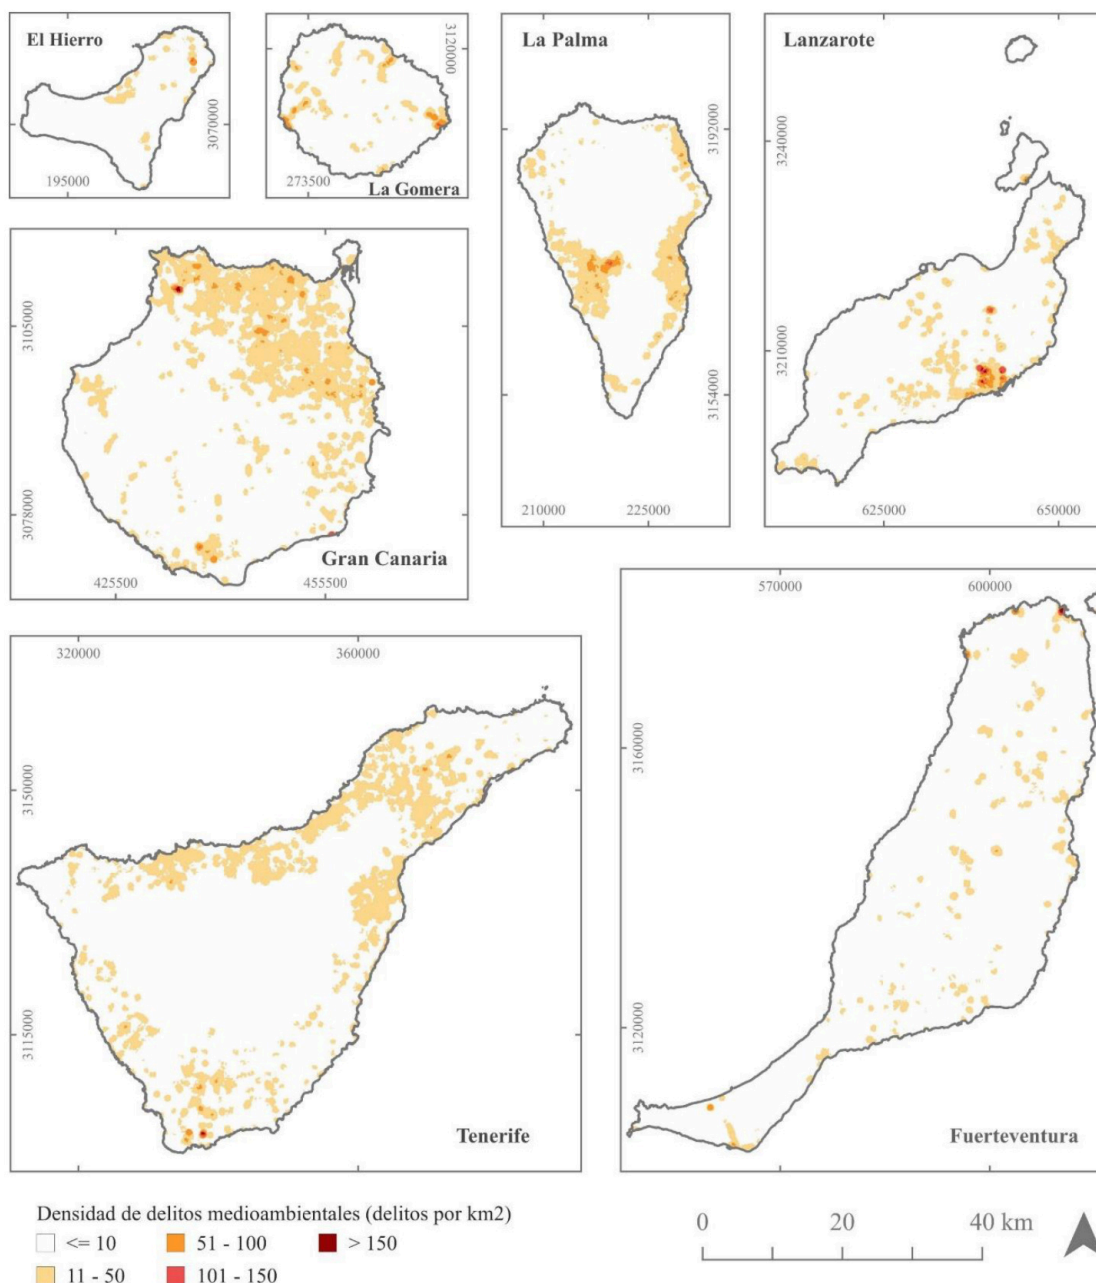 El Hierro
3070000
195000
3120000
La Gomera
273500
La Palma
3192000
3154000
210000
225000
Lanzarote
3240000
3210000
625000
650000
3105000
3078000
Gran Canaria
425500
455500
320000
360000
3150000
3115000
Tenerife
570000
600000
3160000
3120000
Fuerteventura
Densidad de delitos medioambientales (delitos por km2)
<= 10
51 - 100
> 150
11 - 50
101 - 150
0
20
40 km